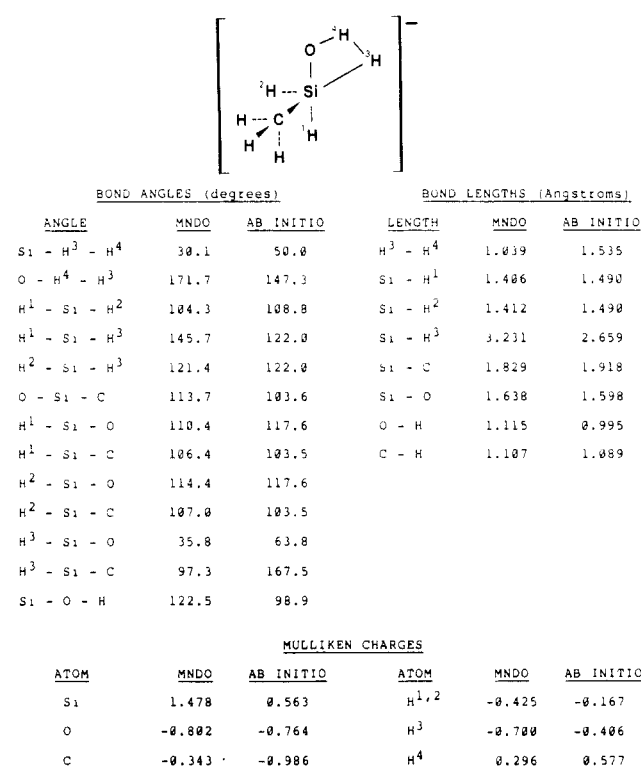 ⁴H
O
³H
²H --- Si
H --- C
¹H
H
H
−
BOND ANGLES (degrees) BOND LENGTHS (Angstroms)
ANGLE MNDO AB INITIO LENGTH MNDO AB INITIO
Si - H³ - H⁴ 30.1 50.0 H³ - H⁴ 1.039 1.535
O - H⁴ - H³ 171.7 147.3 Si - H¹ 1.406 1.490
H¹ - Si - H² 104.3 108.8 Si - H² 1.412 1.490
H¹ - Si - H³ 145.7 122.0 Si - H³ 3.231 2.659
H² - Si - H³ 121.4 122.0 Si - C 1.829 1.918
O - Si - C 113.7 103.6 Si - O 1.638 1.598
H¹ - Si - O 110.4 117.6 O - H 1.115 0.995
H¹ - Si - C 106.4 103.5 C - H 1.107 1.089
H² - Si - O 114.4 117.6
H² - Si - C 107.0 103.5
H³ - Si - O 35.8 63.8
H³ - Si - C 97.3 167.5
Si - O - H 122.5 98.9
MULLIKEN CHARGES
ATOM MNDO AB INITIO ATOM MNDO AB INITIO
Si 1.478 0.563 H¹,² -0.425 -0.167
O -0.802 -0.764 H³ -0.700 -0.406
C -0.343 -0.986 H⁴ 0.296 0.577